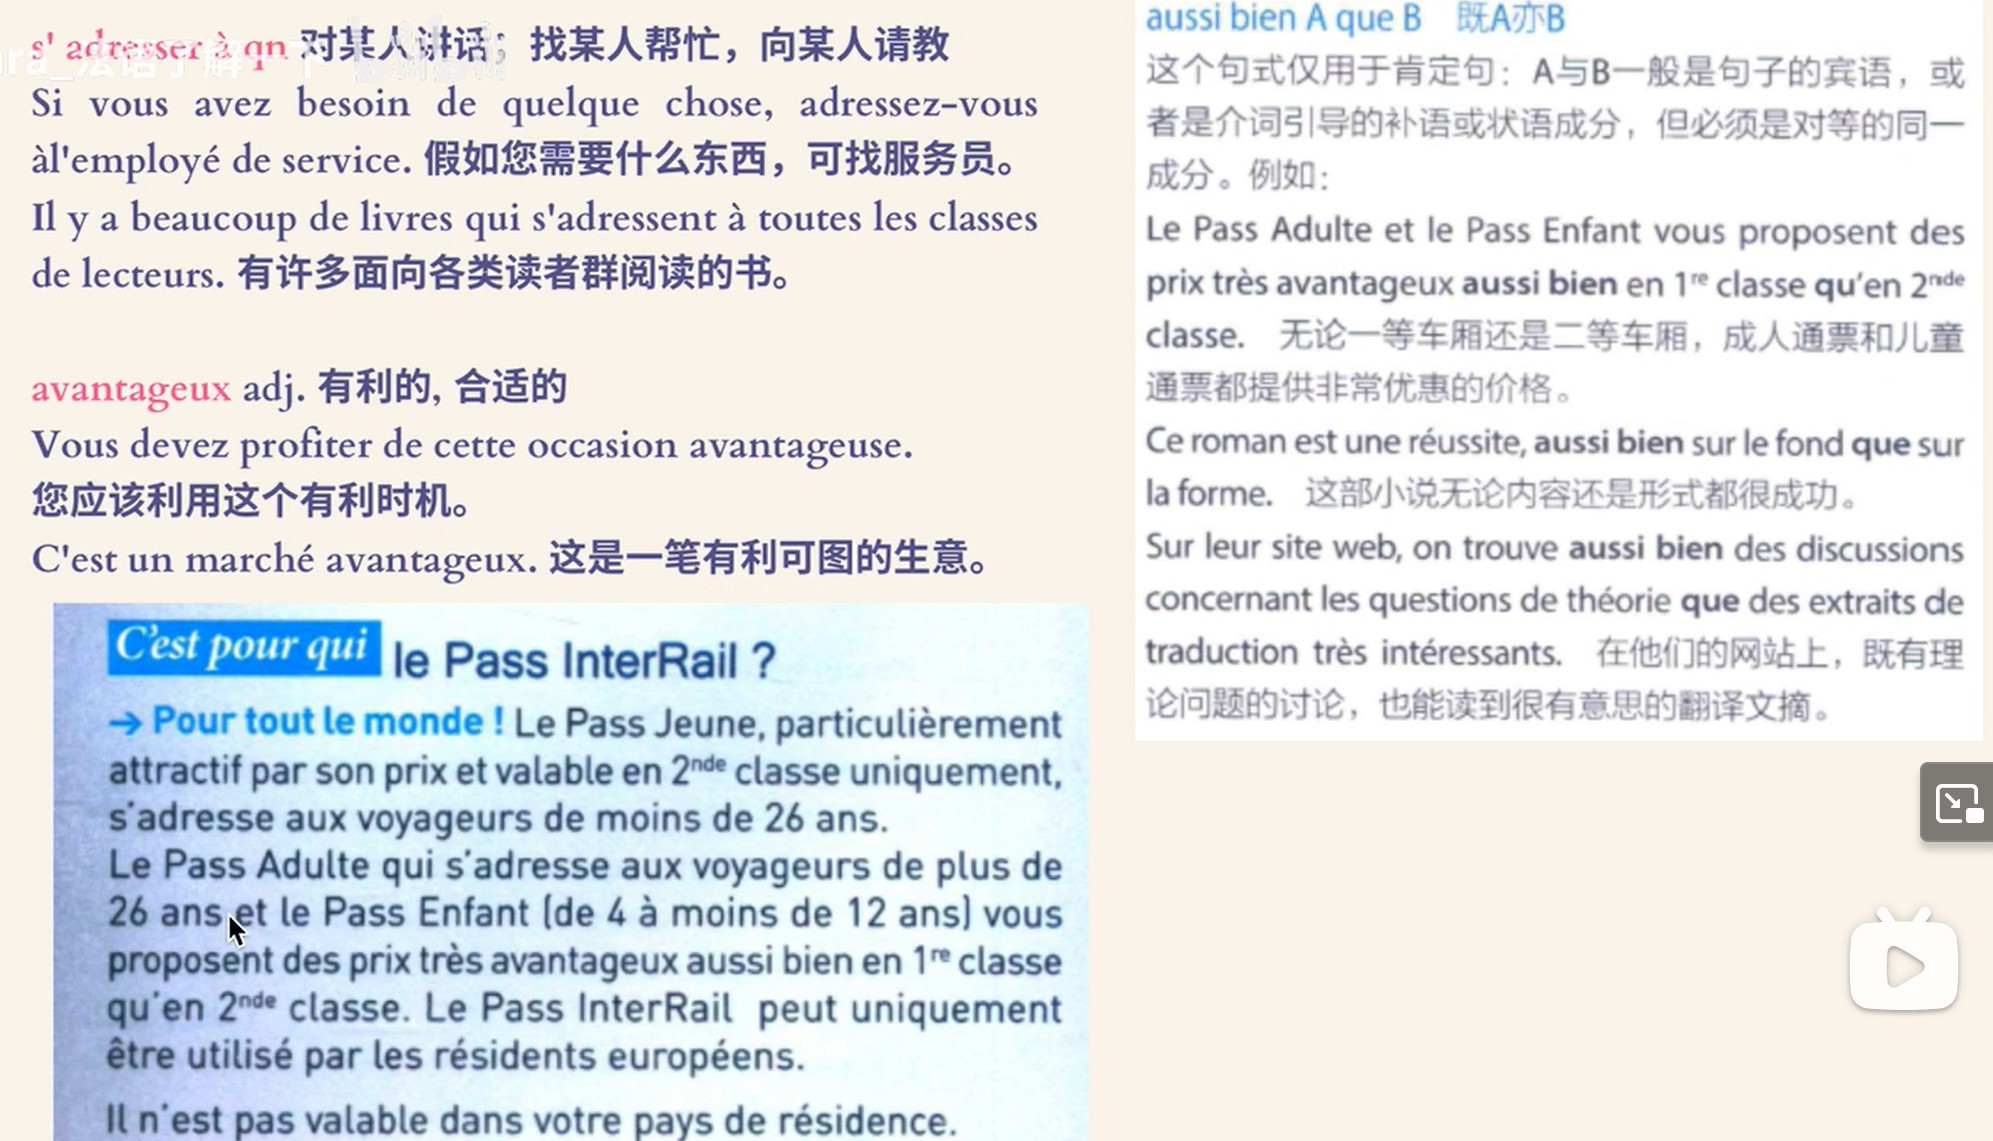 s' adresser à qn 对某人讲话；找某人帮忙，向某人请教
Si vous avez besoin de quelque chose, adressez-vous
àl'employé de service. 假如您需要什么东西，可找服务员。
Il y a beaucoup de livres qui s'adressent à toutes les classes
de lecteurs. 有许多面向各类读者群阅读的书。
avantageux adj. 有利的, 合适的
Vous devez profiter de cette occasion avantageuse.
您应该利用这个有利时机。
C'est un marché avantageux. 这是一笔有利可图的生意。
C'est pour qui le Pass InterRail ?
→ Pour tout le monde ! Le Pass Jeune, particulièrement
attractif par son prix et valable en 2nde classe uniquement,
s'adresse aux voyageurs de moins de 26 ans.
Le Pass Adulte qui s'adresse aux voyageurs de plus de
26 ans et le Pass Enfant (de 4 à moins de 12 ans) vous
proposent des prix très avantageux aussi bien en 1re classe
qu'en 2nde classe. Le Pass InterRail peut uniquement
être utilisé par les résidents européens.
Il n'est pas valable dans votre pays de résidence.
aussi bien A que B 既A亦B
这个句式仅用于肯定句：A与B一般是句子的宾语，或
者是介词引导的补语或状语成分，但必须是对等的同一
成分。例如：
Le Pass Adulte et le Pass Enfant vous proposent des
prix très avantageux aussi bien en 1re classe qu'en 2nde
classe. 无论一等车厢还是二等车厢，成人通票和儿童
通票都提供非常优惠的价格。
Ce roman est une réussite, aussi bien sur le fond que sur
la forme. 这部小说无论内容还是形式都很成功。
Sur leur site web, on trouve aussi bien des discussions
concernant les questions de théorie que des extraits de
traduction très intéressants. 在他们的网站上，既有理
论问题的讨论，也能读到很有意思的翻译文摘。